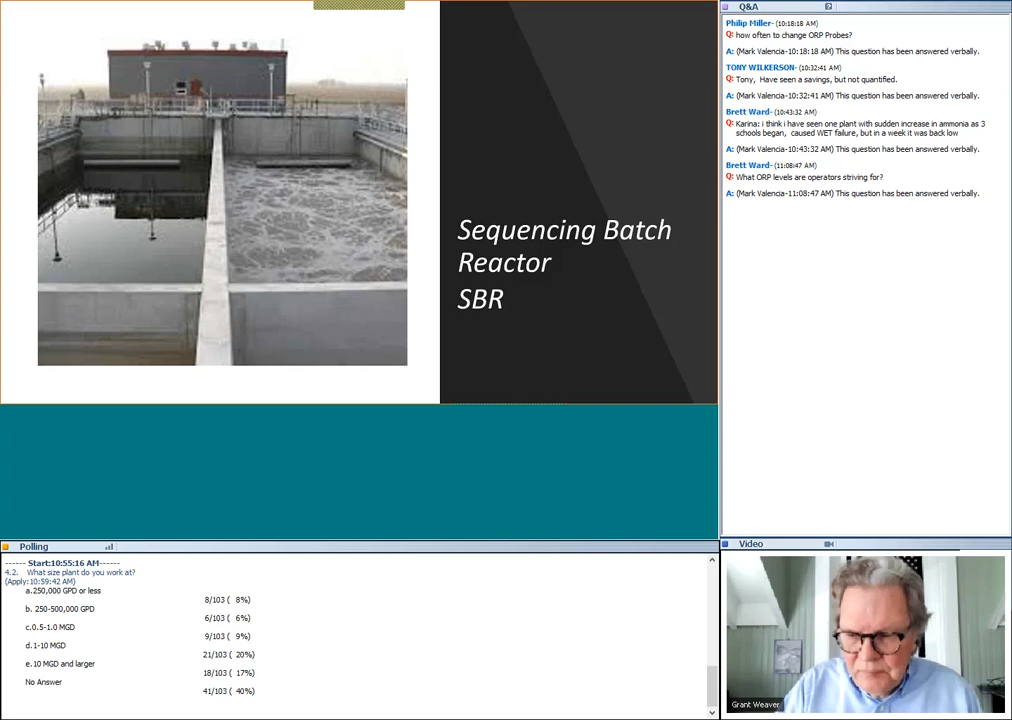 Sequencing Batch
Reactor
SBR
Q&A
Philip Miller- (10:18:18 AM)
Q: how often to change ORP Probes?
A: (Mark Valencia-10:18:18 AM) This question has been answered verbally.
TONY WILKERSON- (10:32:41 AM)
Q: Tony, Have seen a savings, but not quantified.
A: (Mark Valencia-10:32:41 AM) This question has been answered verbally.
Brett Ward- (10:43:32 AM)
Q: Karina: i think i have seen one plant with sudden increase in ammonia as 3
schools began, caused WET failure, but in a week it was back low
A: (Mark Valencia-10:43:32 AM) This question has been answered verbally.
Brett Ward- (11:08:47 AM)
Q: What ORP levels are operators striving for?
A: (Mark Valencia-11:08:47 AM) This question has been answered verbally.
Polling
------ Start:10:55:16 AM------
4.2. What size plant do you work at?
(Apply:10:59:42 AM)
a.250,000 GPD or less
8/103 ( 8%)
b. 250-500,000 GPD
6/103 ( 6%)
c.0.5-1.0 MGD
9/103 ( 9%)
d.1-10 MGD
21/103 ( 20%)
e.10 MGD and larger
18/103 ( 17%)
No Answer
41/103 ( 40%)
Video
Grant Weaver